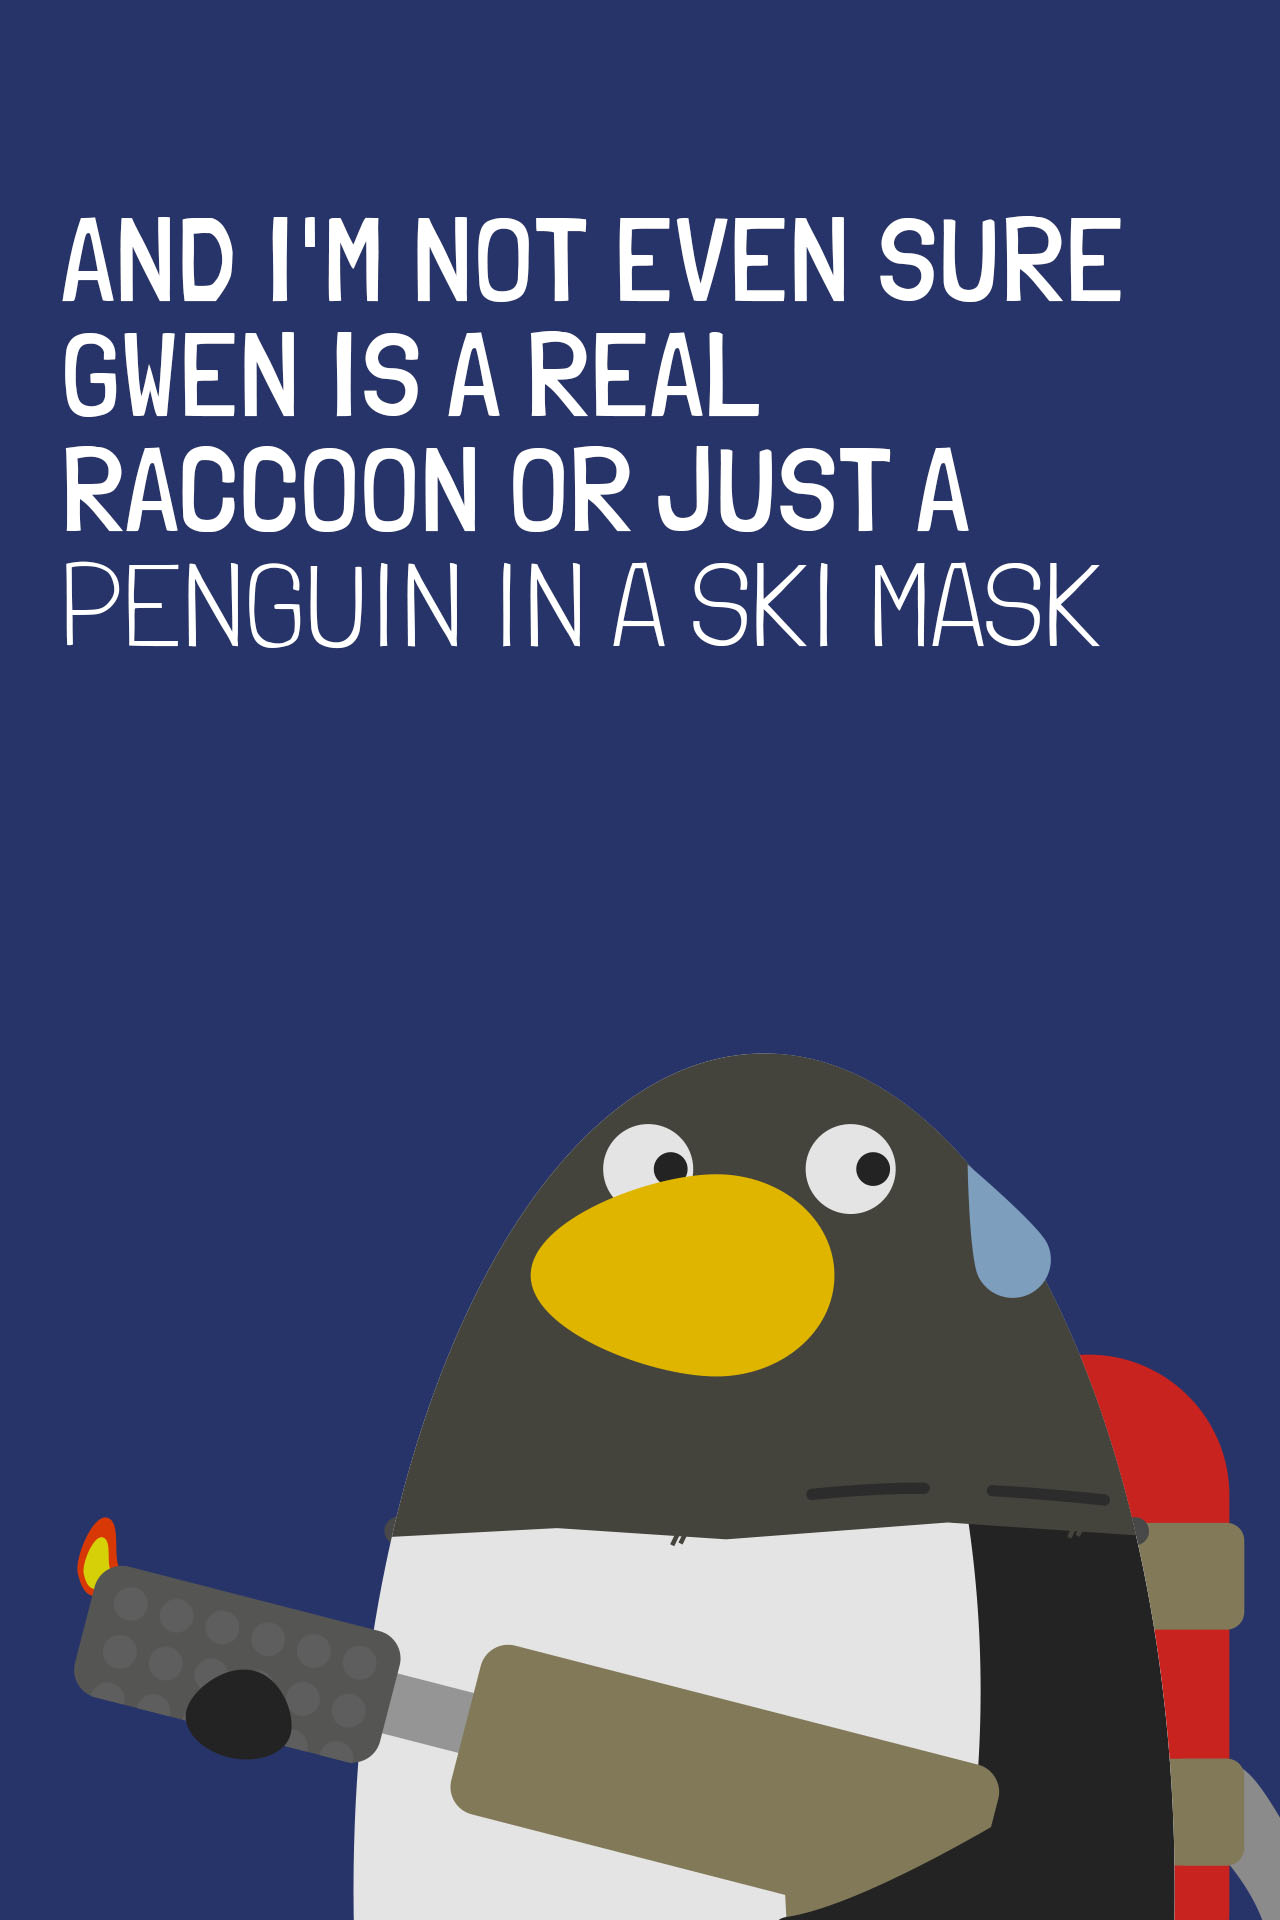 AND I'M NOT EVEN SURE
GWEN IS A REAL
RACCOON OR JUST A
PENGUIN IN A SKI MASK